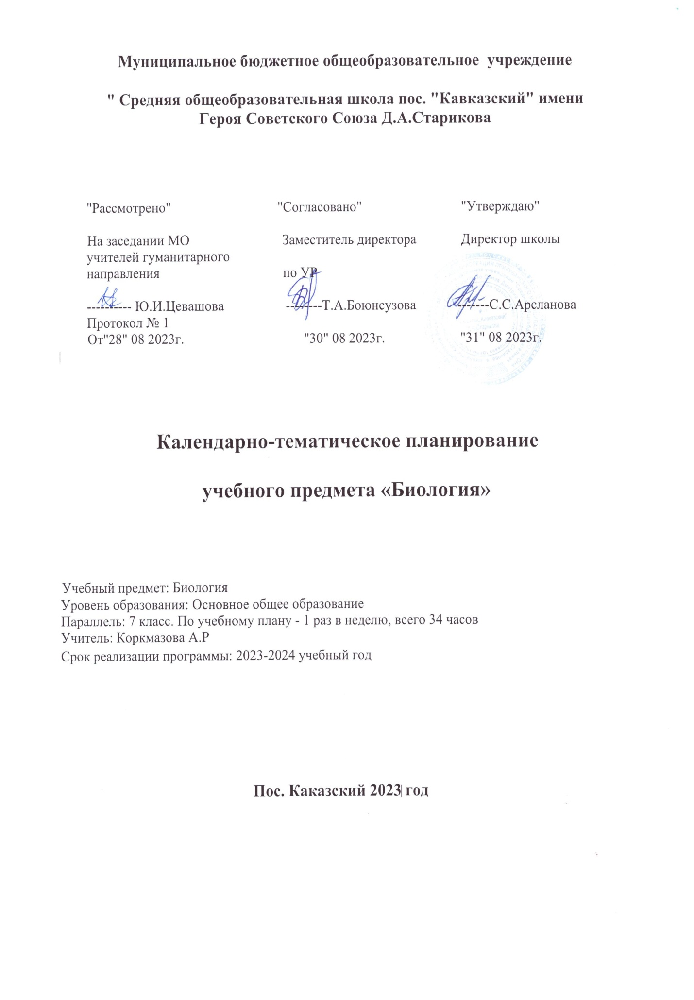 Муниципальное бюджетное общеобразовательное учреждение
" Средняя общеобразовательная школа пос. "Кавказский" имени
Героя Советского Союза Д.А.Старикова
"Рассмотрено" "Согласовано" "Утверждаю"
На заседании МО Заместитель директора Директор школы
учителей гуманитарного
направления по УР
---------- Ю.И.Цевашова --------Т.А.Боюнсузова -------С.С.Арсланова
Протокол № 1
От"28" 08 2023г. "30" 08 2023г. "31" 08 2023г.
Календарно-тематическое планирование
учебного предмета «Биология»
Учебный предмет: Биология
Уровень образования: Основное общее образование
Параллель: 7 класс. По учебному плану - 1 раз в неделю, всего 34 часов
Учитель: Коркмазова А.Р
Срок реализации программы: 2023-2024 учебный год
Пос. Каказский 2023 год